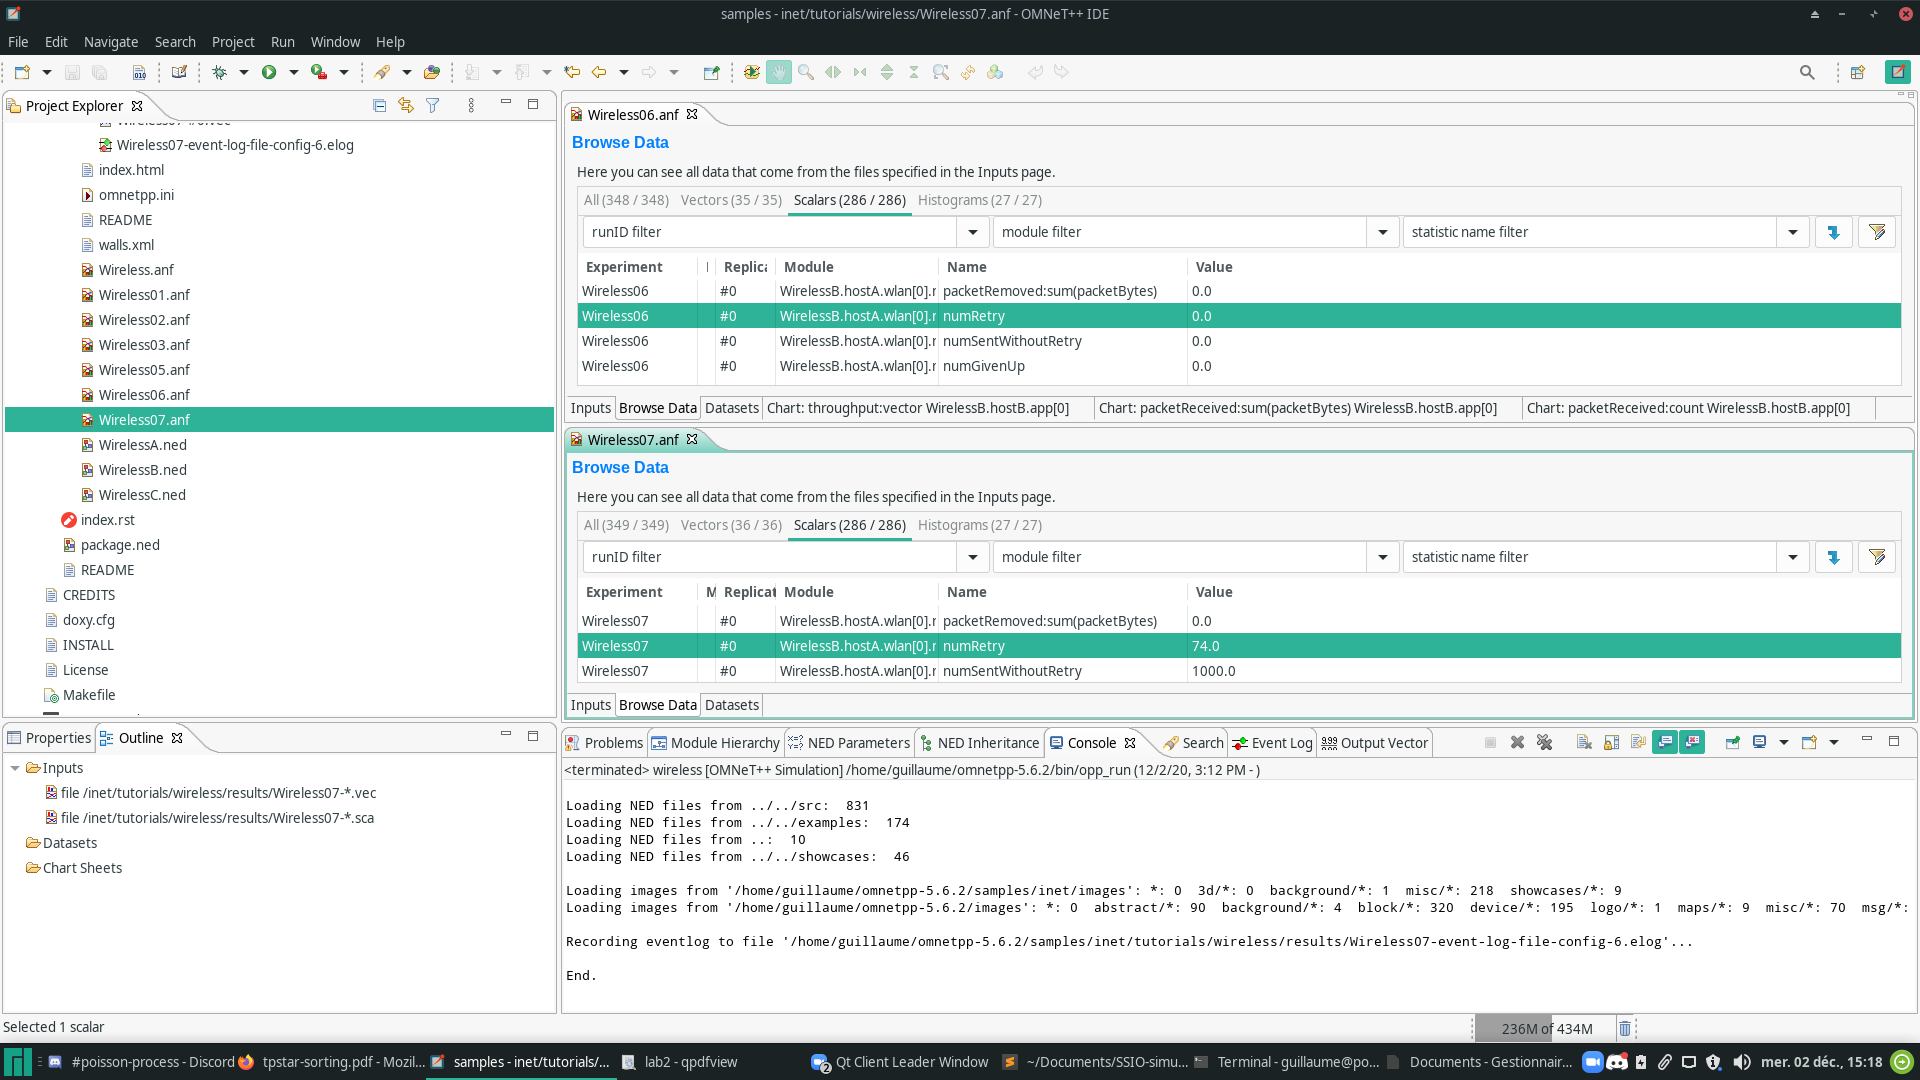 samples - inet/tutorials/wireless/Wireless07.anf - OMNeT++ IDE
File Edit Navigate Search Project Run Window Help
Project Explorer
Wireless07-event-log-file-config-6.elog
index.html
omnetpp.ini
README
walls.xml
Wireless.anf
Wireless01.anf
Wireless02.anf
Wireless03.anf
Wireless05.anf
Wireless06.anf
Wireless07.anf
WirelessA.ned
WirelessB.ned
WirelessC.ned
index.rst
package.ned
README
CREDITS
doxy.cfg
INSTALL
License
Makefile
Properties Outline
Inputs
file /inet/tutorials/wireless/results/Wireless07-*.vec
file /inet/tutorials/wireless/results/Wireless07-*.sca
Datasets
Chart Sheets
Wireless06.anf
Browse Data
Here you can see all data that come from the files specified in the Inputs page.
All (348 / 348) Vectors (35 / 35) Scalars (286 / 286) Histograms (27 / 27)
runID filter module filter statistic name filter
Experiment Replica Module Name Value
Wireless06 #0 WirelessB.hostA.wlan[0].r packetRemoved:sum(packetBytes) 0.0
Wireless06 #0 WirelessB.hostA.wlan[0].r numRetry 0.0
Wireless06 #0 WirelessB.hostA.wlan[0].r numSentWithoutRetry 0.0
Wireless06 #0 WirelessB.hostA.wlan[0].r numGivenUp 0.0
Inputs Browse Data Datasets Chart: throughput:vector WirelessB.hostB.app[0] Chart: packetReceived:sum(packetBytes) WirelessB.hostB.app[0] Chart: packetReceived:count WirelessB.hostB.app[0]
Wireless07.anf
Browse Data
Here you can see all data that come from the files specified in the Inputs page.
All (349 / 349) Vectors (36 / 36) Scalars (286 / 286) Histograms (27 / 27)
runID filter module filter statistic name filter
Experiment M Replicat Module Name Value
Wireless07 #0 WirelessB.hostA.wlan[0].r packetRemoved:sum(packetBytes) 0.0
Wireless07 #0 WirelessB.hostA.wlan[0].r numRetry 74.0
Wireless07 #0 WirelessB.hostA.wlan[0].r numSentWithoutRetry 1000.0
Inputs Browse Data Datasets
Problems Module Hierarchy NED Parameters NED Inheritance Console Search Event Log Output Vector
<terminated> wireless [OMNeT++ Simulation] /home/guillaume/omnetpp-5.6.2/bin/opp_run (12/2/20, 3:12 PM - )
Loading NED files from ../../src: 831
Loading NED files from ../../examples: 174
Loading NED files from ..: 10
Loading NED files from ../../showcases: 46
Loading images from '/home/guillaume/omnetpp-5.6.2/samples/inet/images': *: 0 3d/*: 0 background/*: 1 misc/*: 218 showcases/*: 9
Loading images from '/home/guillaume/omnetpp-5.6.2/images': *: 0 abstract/*: 90 background/*: 4 block/*: 320 device/*: 195 logo/*: 1 maps/*: 9 misc/*: 70 msg/*:
Recording eventlog to file '/home/guillaume/omnetpp-5.6.2/samples/inet/tutorials/wireless/results/Wireless07-event-log-file-config-6.elog'...
End.
Selected 1 scalar
236M of 434M
#poisson-process - Discord tpstar-sorting.pdf - Mozil... samples - inet/tutorials/... lab2 - qpdfview 2 Qt Client Leader Window ~/Documents/SSIO-simu... Terminal - guillaume@po... Documents - Gestionnair... mer. 02 déc., 15:18